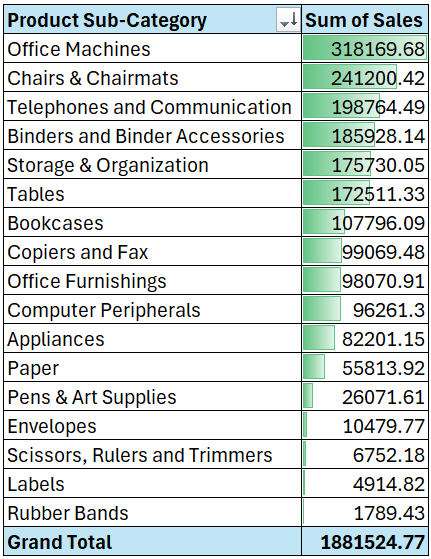 Product Sub-Category Sum of Sales
Office Machines 318169.68
Chairs & Chairmats 241200.42
Telephones and Communication 198764.49
Binders and Binder Accessories 185928.14
Storage & Organization 175730.05
Tables 172511.33
Bookcases 107796.09
Copiers and Fax 99069.48
Office Furnishings 98070.91
Computer Peripherals 96261.3
Appliances 82201.15
Paper 55813.92
Pens & Art Supplies 26071.61
Envelopes 10479.77
Scissors, Rulers and Trimmers 6752.18
Labels 4914.82
Rubber Bands 1789.43
Grand Total 1881524.77